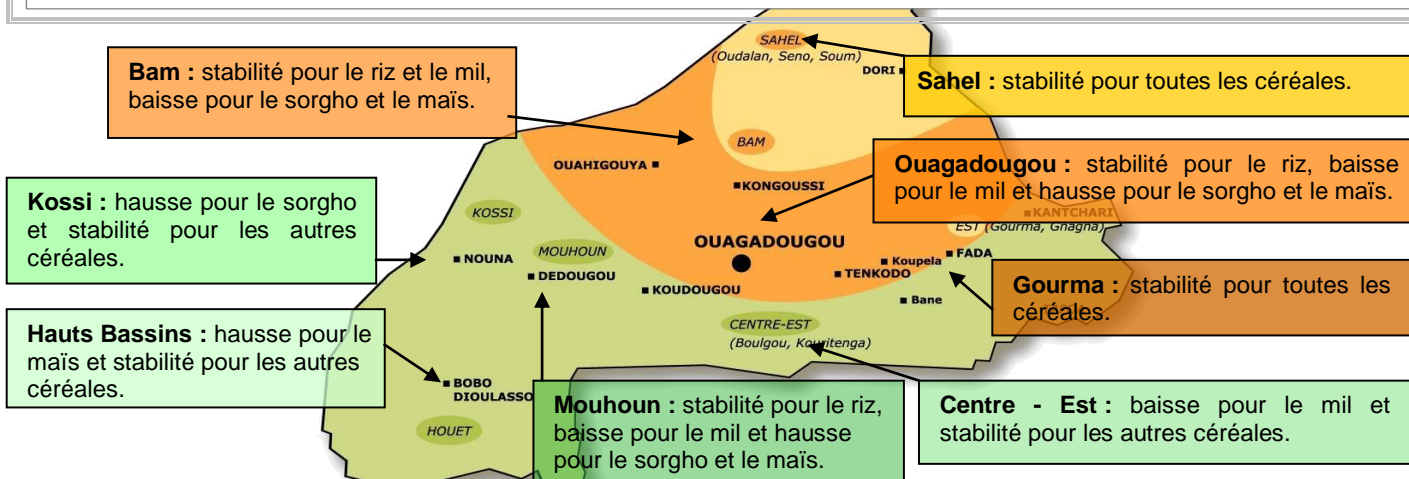 SAHEL
(Oudalan, Seno, Soum)
DORI
Bam : stabilité pour le riz et le mil,
baisse pour le sorgho et le maïs.
Sahel : stabilité pour toutes les céréales.
BAM
OUAHIGOUYA
KONGOUSSI
Ouagadougou : stabilité pour le riz, baisse
pour le mil et hausse pour le sorgho et le maïs.
Kossi : hausse pour le sorgho
et stabilité pour les autres
céréales.
KOSSI
KANTCHARI
EST (Gourma, Gnagna)
OUAGADOUGOU
MOUHOUN
NOUNA
DEDOUGOU
KOUDOUGOU
TENKODO
Koupela
FADA
Bane
Gourma : stabilité pour toutes les
céréales.
Hauts Bassins : hausse pour le
maïs et stabilité pour les autres
céréales.
CENTRE-EST
(Boulgou, Kouritenga)
BOBO
DIOULASSO
HOUET
Mouhoun : stabilité pour le riz,
baisse pour le mil et hausse
pour le sorgho et le maïs.
Centre - Est : baisse pour le mil et
stabilité pour les autres céréales.